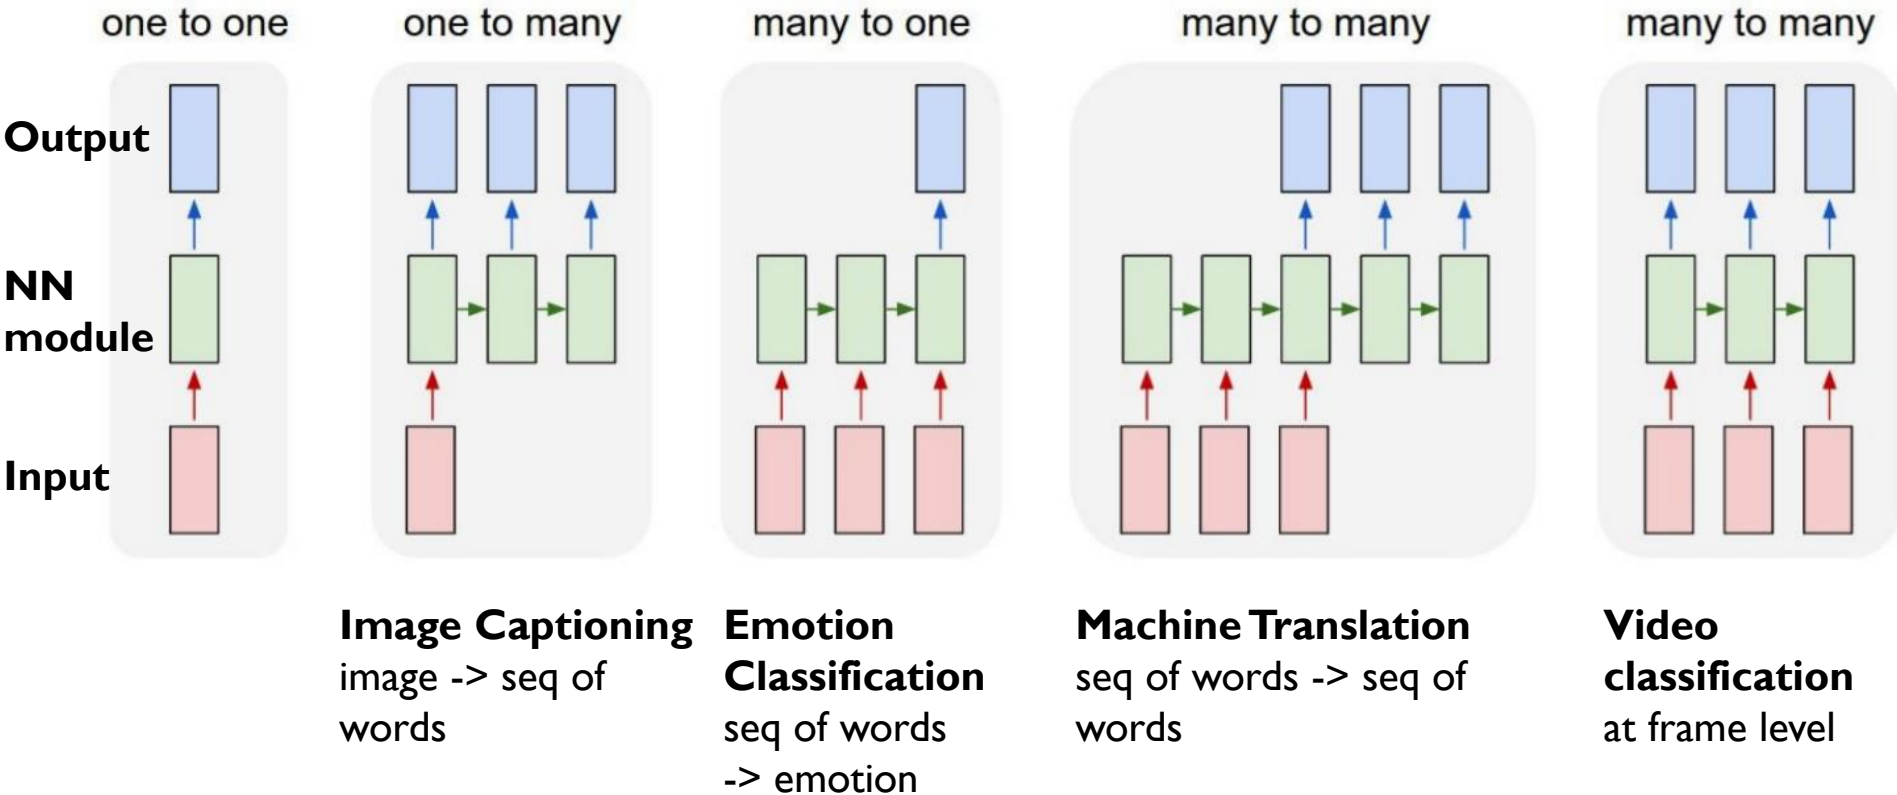 one to one
one to many
many to one
many to many
many to many
Output
NN
module
Input
Image Captioning
image -> seq of
words
Emotion
Classification
seq of words
-> emotion
Machine Translation
seq of words -> seq of
words
Video
classification
at frame level